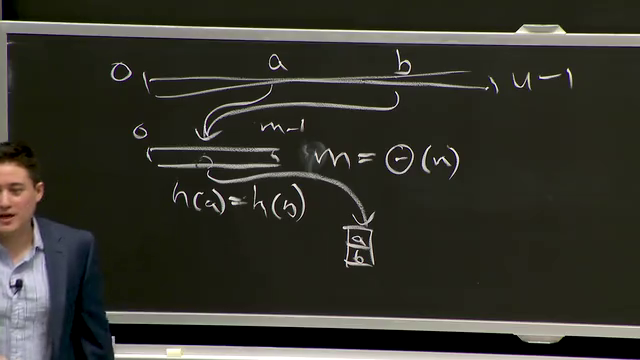 0 a b u-1
0 m-1
m = Θ(n)
h(a) = h(b)
a
b